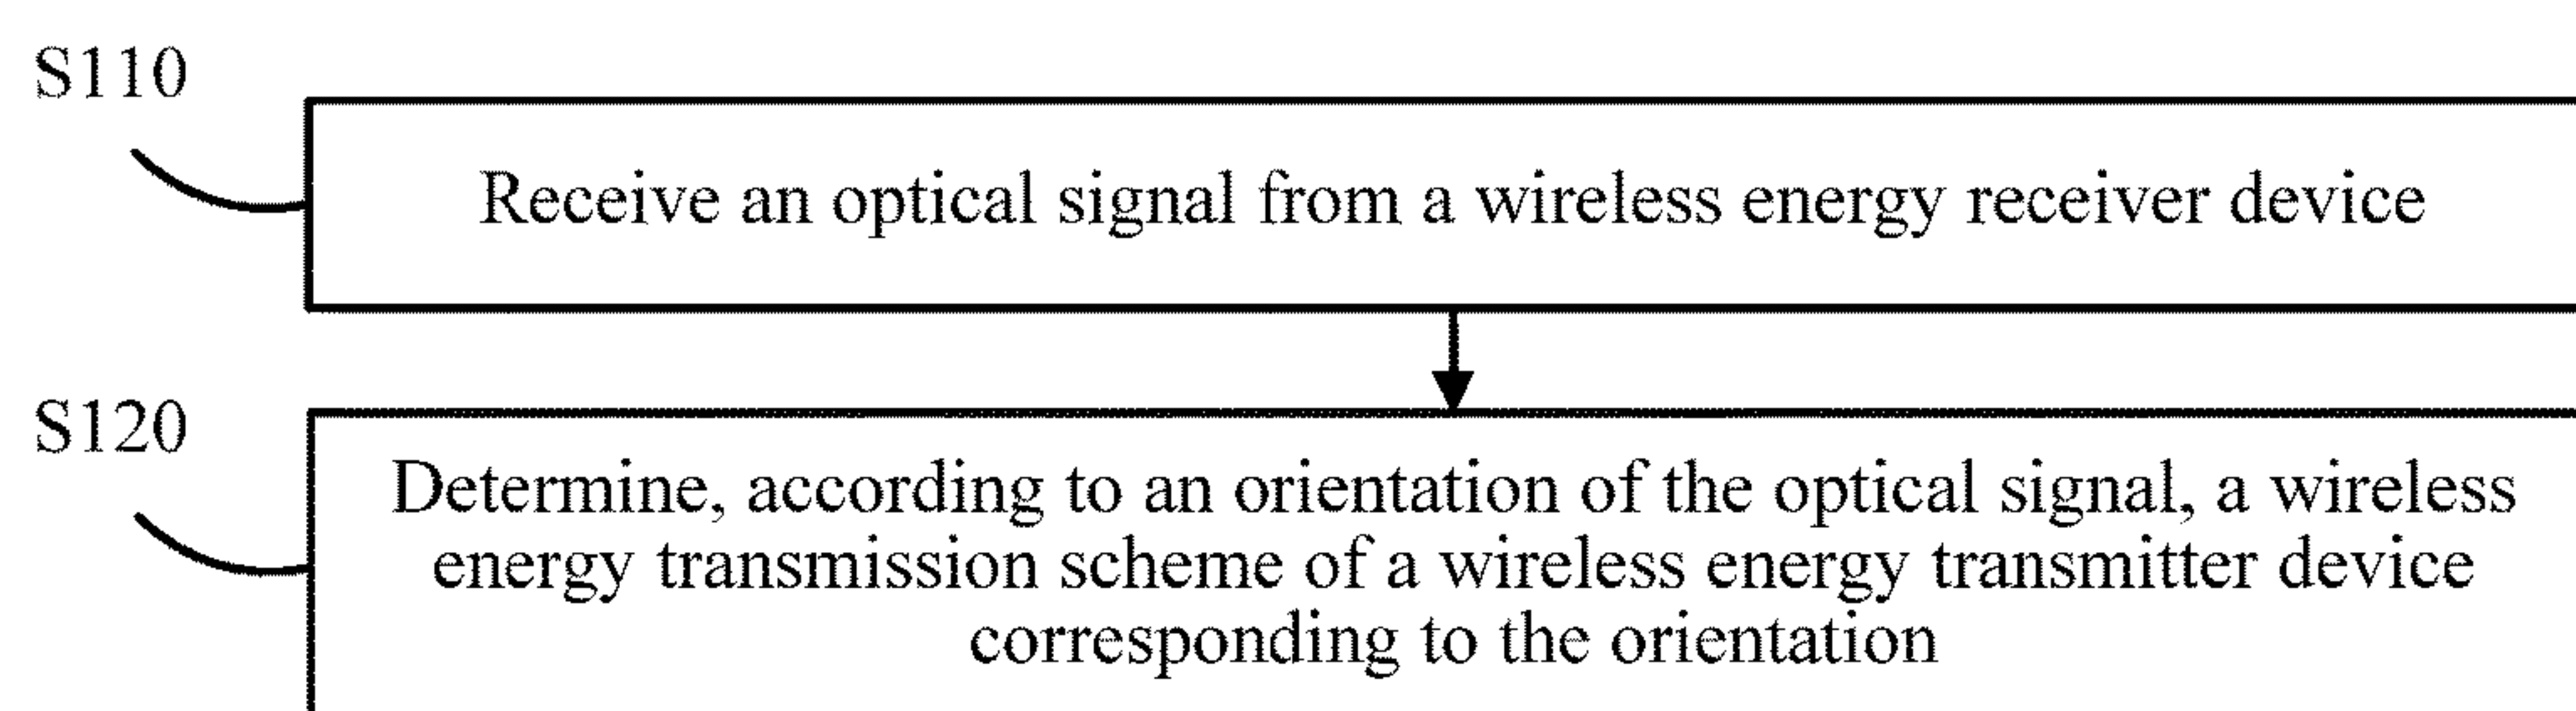 S110
Receive an optical signal from a wireless energy receiver device
S120
Determine, according to an orientation of the optical signal, a wireless
energy transmission scheme of a wireless energy transmitter device
corresponding to the orientation